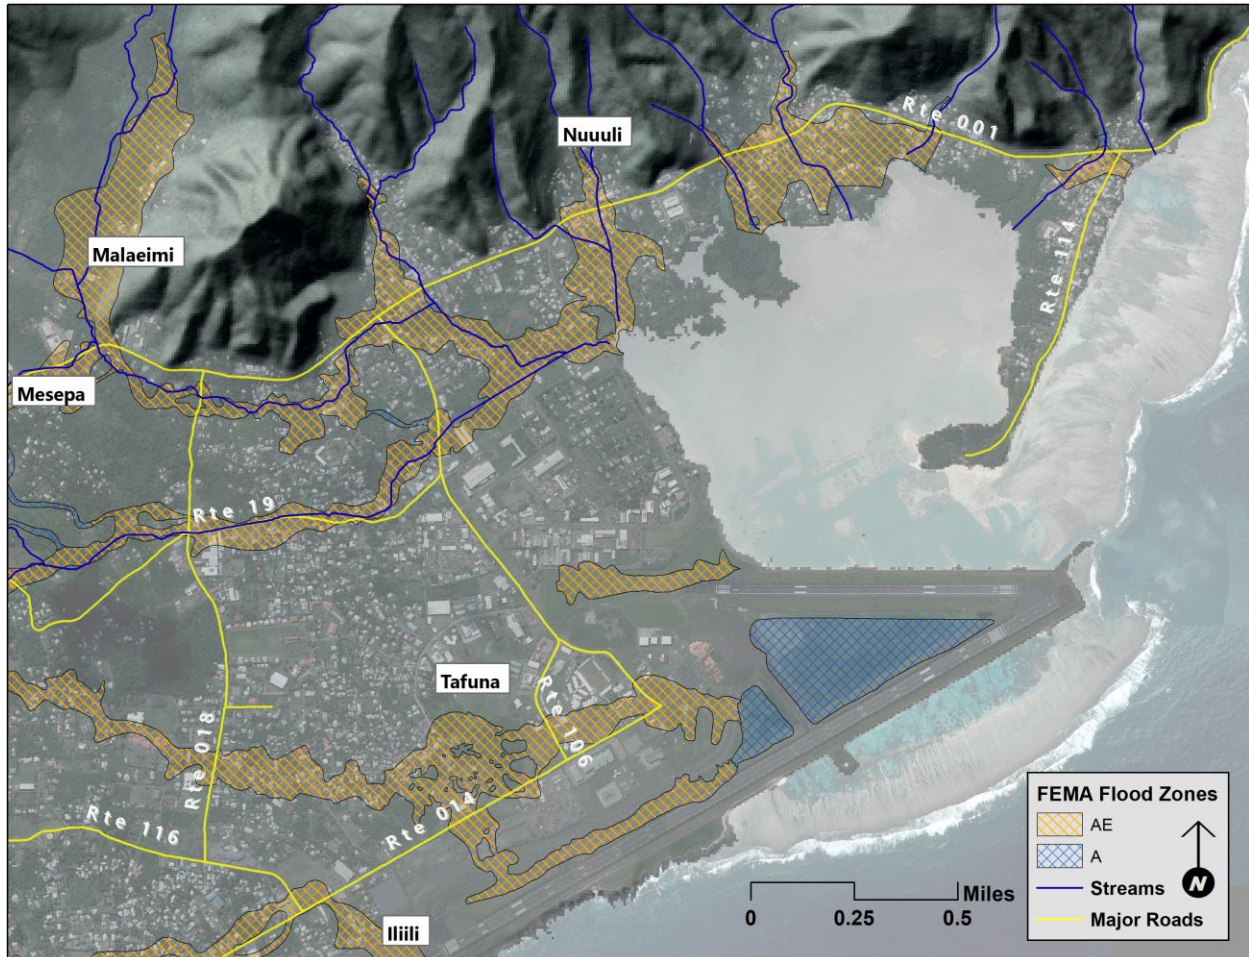 Nuuuli
Rte 001
Malaeimi
Rte 114
Mesepa
Rte 19
Tafuna
Rte 106
Rte 018
Rte 014
Rte 116
Iliili
FEMA Flood Zones
AE
A
Streams
Major Roads
N
Miles
0 0.25 0.5